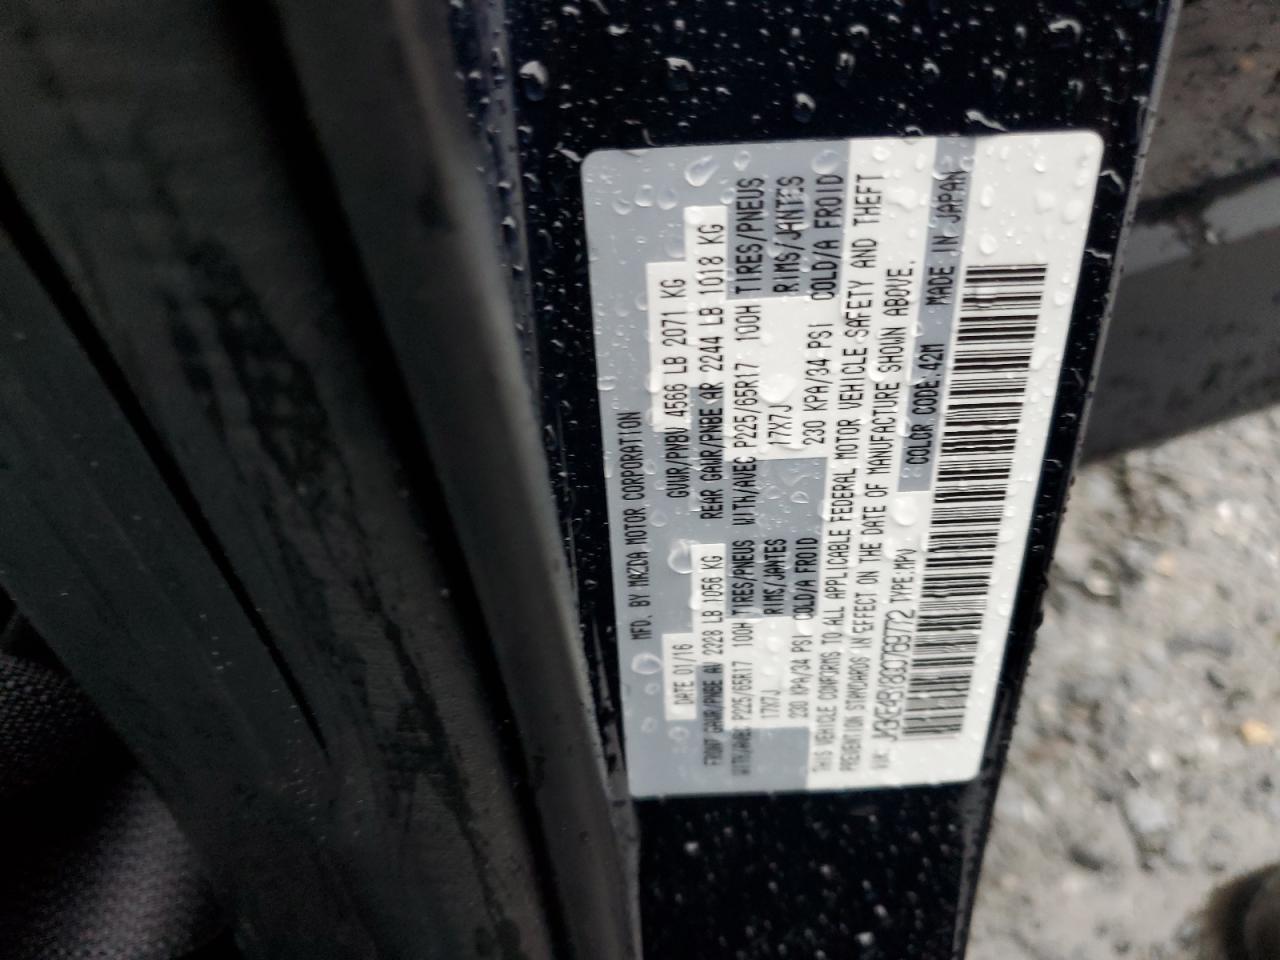 MFD. BY MAZDA MOTOR CORPORATION
DATE 01/16 GVWR/PNBV 4566 LB 2071 KG
FRONT GAWR/PNBE AV 2328 LB 1056 KG REAR GAWR/PNBE AR 2244 LB 1018 KG
WITH/AVEC P225/65R17 100H TIRES/PNEUS WITH/AVEC P225/65R17 100H TIRES/PNEUS
17X7J RIMS/JANTES 17X7J RIMS/JANTES
230 KPA/34 PSI COLD/A FROID 230 KPA/34 PSI COLD/A FROID
THIS VEHICLE CONFORMS TO ALL APPLICABLE FEDERAL MOTOR VEHICLE SAFETY AND THEFT
PREVENTION STANDARDS IN EFFECT ON THE DATE OF MANUFACTURE SHOWN ABOVE.
TYPE:MPV COLOR CODE:42M MADE IN JAPAN